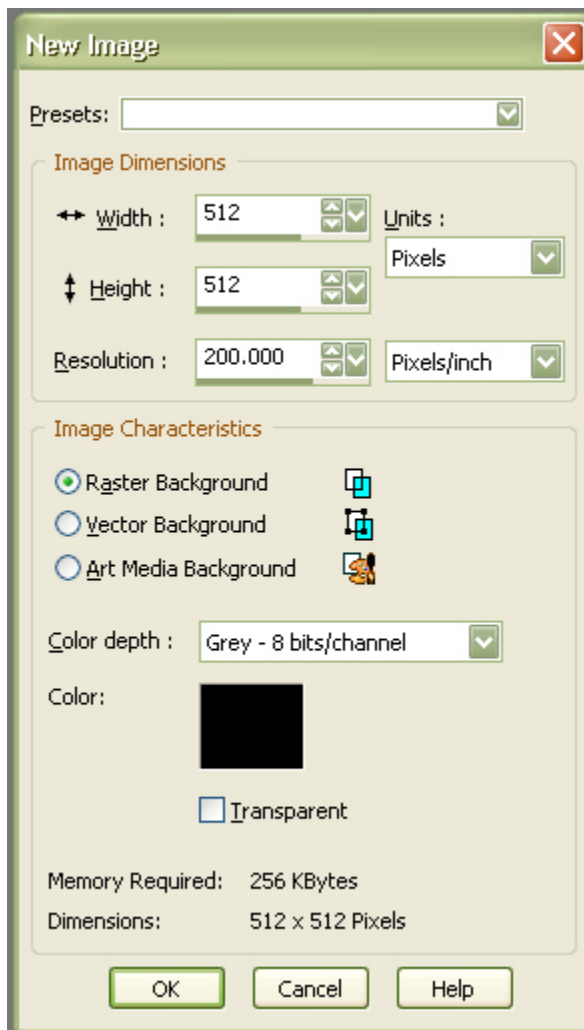 New Image
Presets:
Image Dimensions
Width : 512 Units :
Pixels
Height : 512
Resolution : 200.000 Pixels/inch
Image Characteristics
Raster Background
Vector Background
Art Media Background
Color depth : Grey - 8 bits/channel
Color:
Transparent
Memory Required: 256 KBytes
Dimensions: 512 x 512 Pixels
OK Cancel Help